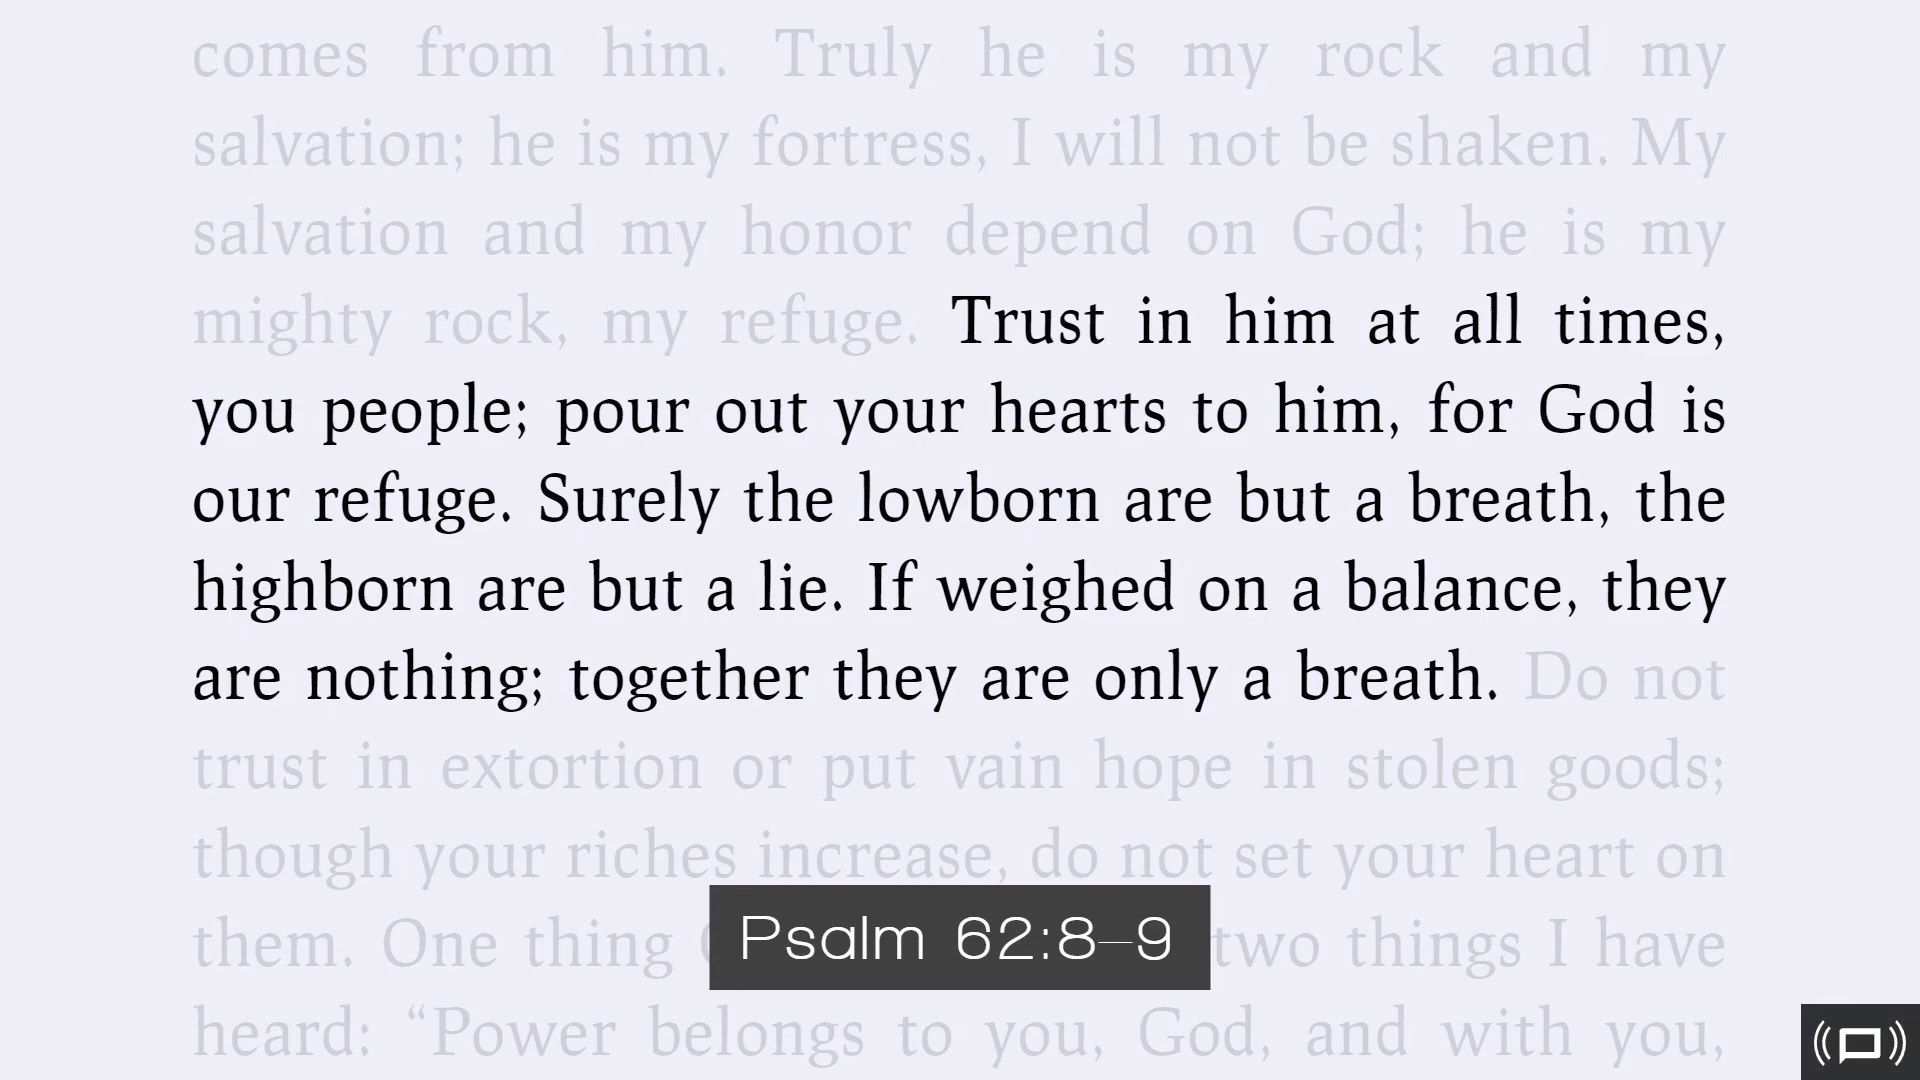 comes from him. Truly he is my rock and my
salvation; he is my fortress, I will not be shaken. My
salvation and my honor depend on God; he is my
mighty rock, my refuge. Trust in him at all times,
you people; pour out your hearts to him, for God is
our refuge. Surely the lowborn are but a breath, the
highborn are but a lie. If weighed on a balance, they
are nothing; together they are only a breath. Do not
trust in extortion or put vain hope in stolen goods;
though your riches increase, do not set your heart on
them. One thing two things I have
Psalm 62:8–9
heard: “Power belongs to you, God, and with you,